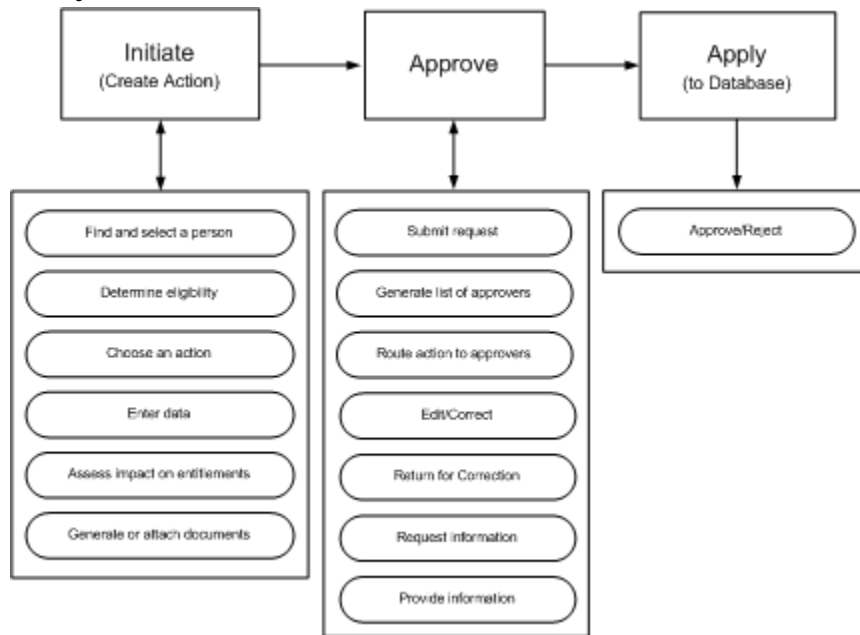 Initiate
(Create Action)
Approve
Apply
(to Database)
Find and select a person
Determine eligibility
Choose an action
Enter data
Assess impact on entitlements
Generate or attach documents
Submit request
Generate list of approvers
Route action to approvers
Edit/Correct
Return for Correction
Request information
Provide information
Approve/Reject